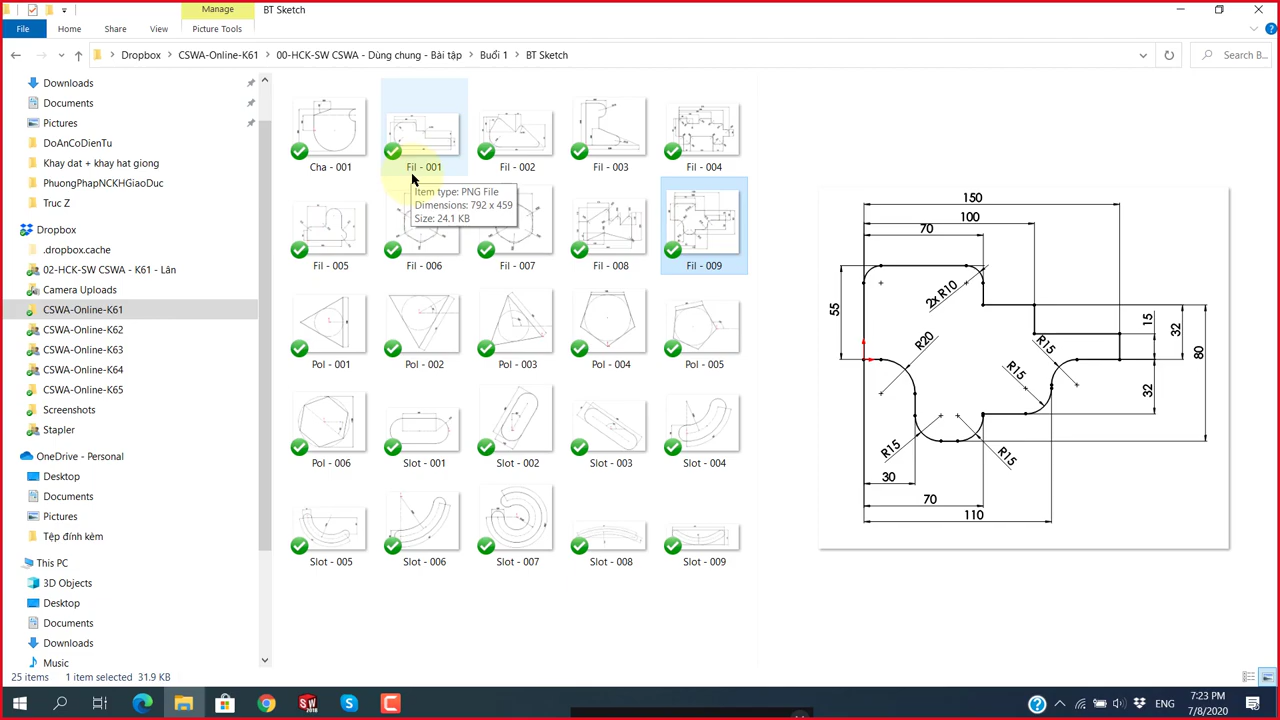 Manage
BT Sketch
File
Home
Share
View
Picture Tools
Dropbox
CSWA-Online-K61
00-HCK-SW CSWA - Dùng chung - Bài tập
Buổi 1
BT Sketch
Search B...
Downloads
Documents
Pictures
DoAnCoDienTu
Khay dat + khay hat giong
PhuongPhapNCKHGiaoDuc
Truc Z
Dropbox
.dropbox.cache
02-HCK-SW CSWA - K61 - Lân
Camera Uploads
CSWA-Online-K61
CSWA-Online-K62
CSWA-Online-K63
CSWA-Online-K64
CSWA-Online-K65
Screenshots
Stapler
OneDrive - Personal
Desktop
Documents
Pictures
Tệp đính kèm
This PC
3D Objects
Desktop
Documents
Downloads
Music
Cha - 001
Fil - 001
Fil - 002
Fil - 003
Fil - 004
Item type: PNG File
Dimensions: 792 x 459
Size: 24.1 KB
Fil - 005
Fil - 006
Fil - 007
Fil - 008
Fil - 009
Pol - 001
Pol - 002
Pol - 003
Pol - 004
Pol - 005
Pol - 006
Slot - 001
Slot - 002
Slot - 003
Slot - 004
Slot - 005
Slot - 006
Slot - 007
Slot - 008
Slot - 009
150
100
70
55
2x R10
R20
R15
R15
15
32
80
32
R15
R15
30
70
110
25 items
1 item selected 31.9 KB
SW
2018
ENG
7:23 PM
7/8/2020